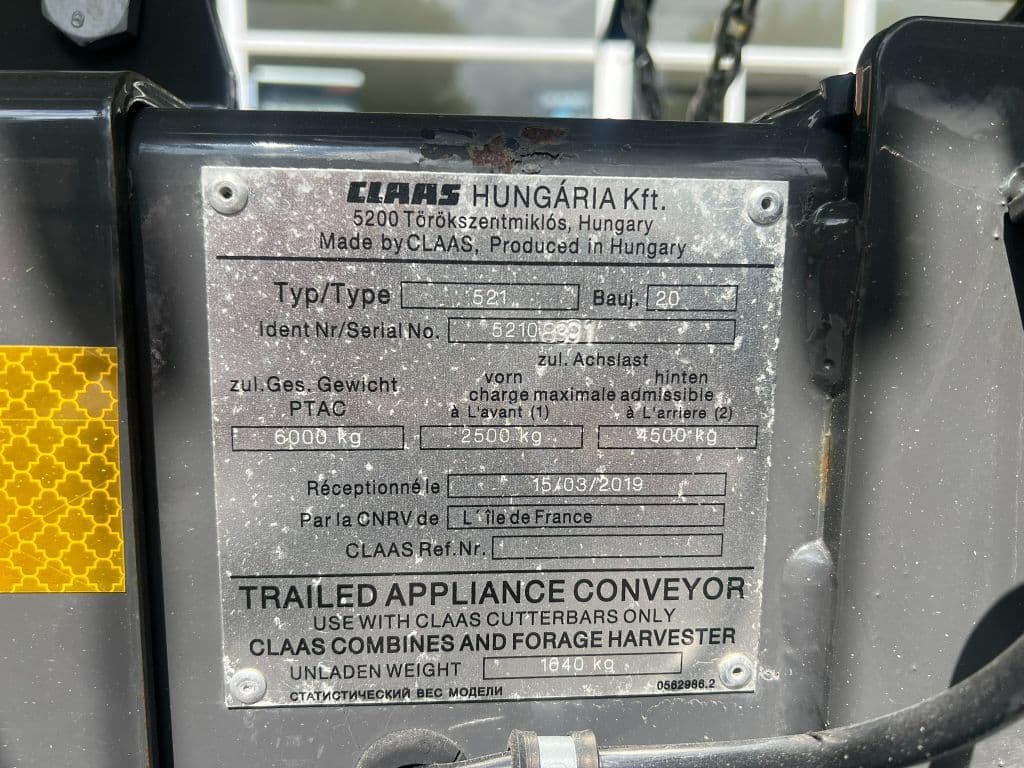 CLAAS HUNGÁRIA Kft.
5200 Törökszentmiklós, Hungary
Made by CLAAS, Produced in Hungary
Typ/Type 521 Bauj. 20
Ident Nr/Serial No.
zul. Achslast
zul.Ges. Gewicht vorn hinten
charge maximale admissible
PTAC à L'avant (1) à L'arriere (2)
6000 kg 2500 kg 4500 kg
Réceptionné le 15/03/2019
Par la CNRV de L´île de France
CLAAS Ref.Nr.
TRAILED APPLIANCE CONVEYOR
USE WITH CLAAS CUTTERBARS ONLY
CLAAS COMBINES AND FORAGE HARVESTER
UNLADEN WEIGHT 1640 kg
СТАТИСТИЧЕСКИЙ ВЕС МОДЕЛИ 0562986.2